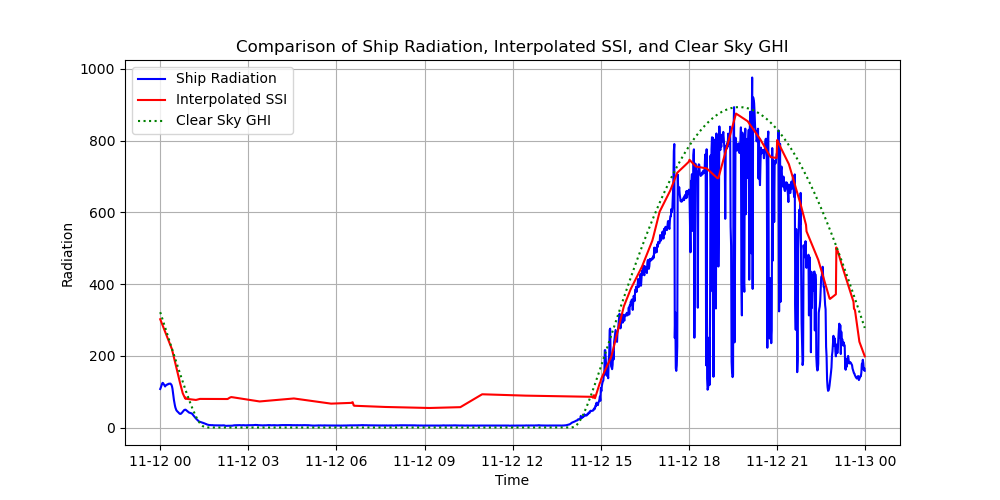 Comparison of Ship Radiation, Interpolated SSI, and Clear Sky GHI
Ship Radiation
Interpolated SSI
Clear Sky GHI
Radiation
1000
800
600
400
200
0
11-12 00 11-12 03 11-12 06 11-12 09 11-12 12 11-12 15 11-12 18 11-12 21 11-13 00
Time